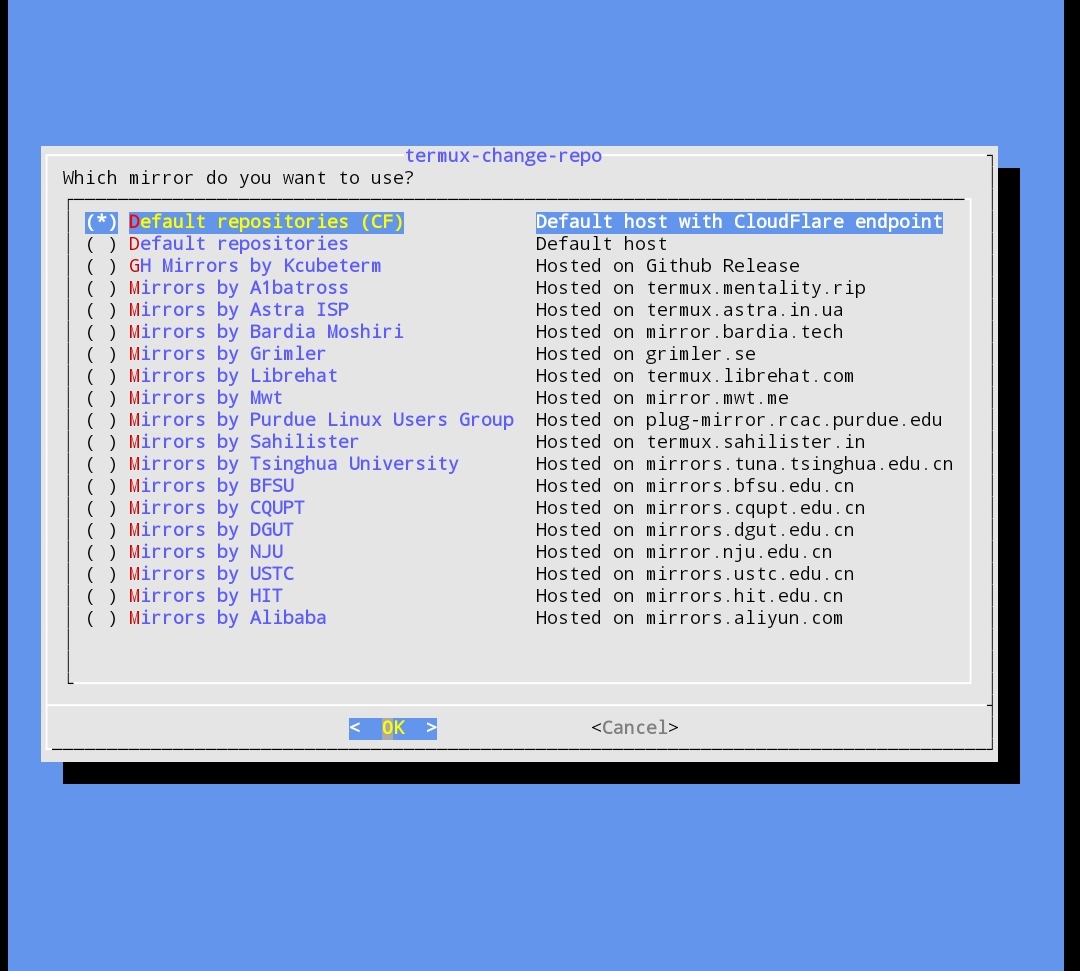 termux-change-repo
Which mirror do you want to use?
(*) Default repositories (CF) Default host with CloudFlare endpoint
( ) Default repositories Default host
( ) GH Mirrors by Kcubeterm Hosted on Github Release
( ) Mirrors by A1batross Hosted on termux.mentality.rip
( ) Mirrors by Astra ISP Hosted on termux.astra.in.ua
( ) Mirrors by Bardia Moshiri Hosted on mirror.bardia.tech
( ) Mirrors by Grimler Hosted on grimler.se
( ) Mirrors by Librehat Hosted on termux.librehat.com
( ) Mirrors by Mwt Hosted on mirror.mwt.me
( ) Mirrors by Purdue Linux Users Group Hosted on plug-mirror.rcac.purdue.edu
( ) Mirrors by Sahilister Hosted on termux.sahilister.in
( ) Mirrors by Tsinghua University Hosted on mirrors.tuna.tsinghua.edu.cn
( ) Mirrors by BFSU Hosted on mirrors.bfsu.edu.cn
( ) Mirrors by CQUPT Hosted on mirrors.cqupt.edu.cn
( ) Mirrors by DGUT Hosted on mirrors.dgut.edu.cn
( ) Mirrors by NJU Hosted on mirror.nju.edu.cn
( ) Mirrors by USTC Hosted on mirrors.ustc.edu.cn
( ) Mirrors by HIT Hosted on mirrors.hit.edu.cn
( ) Mirrors by Alibaba Hosted on mirrors.aliyun.com
< OK > <Cancel>